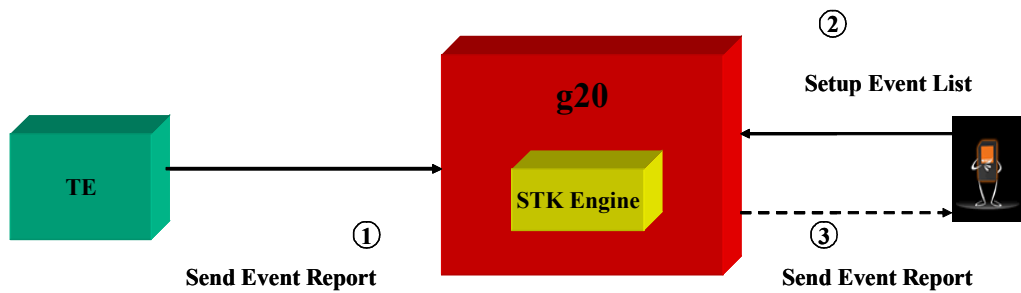 ②
Setup Event List
g20
TE
STK Engine
①
Send Event Report
③
Send Event Report